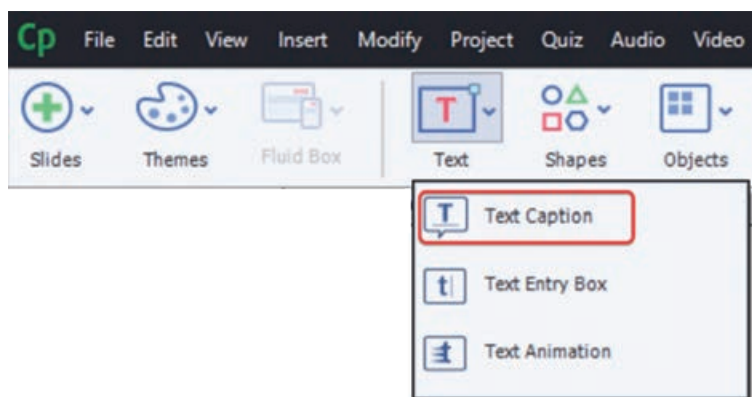 Cp File Edit View Insert Modify Project Quiz Audio Video
Slides Themes Fluid Box Text Shapes Objects
Text Caption
Text Entry Box
Text Animation